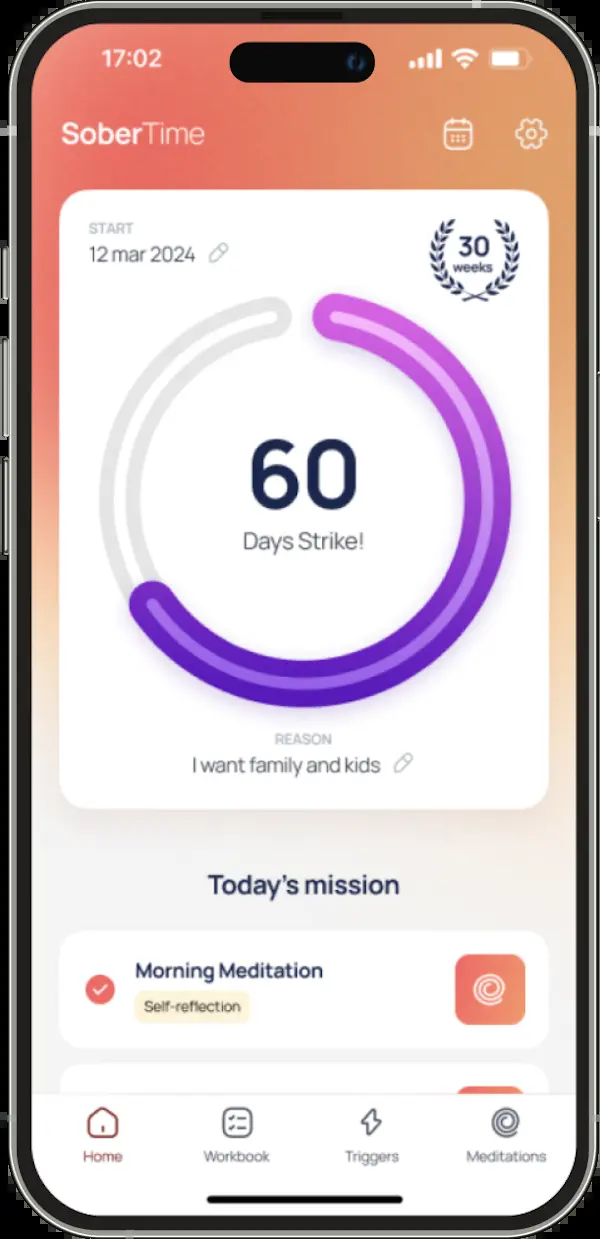 17:02
SoberTime
START
12 mar 2024
30
weeks
60
Days Strike!
REASON
I want family and kids
Today's mission
Morning Meditation
Self-reflection
Home
Workbook
Triggers
Meditations